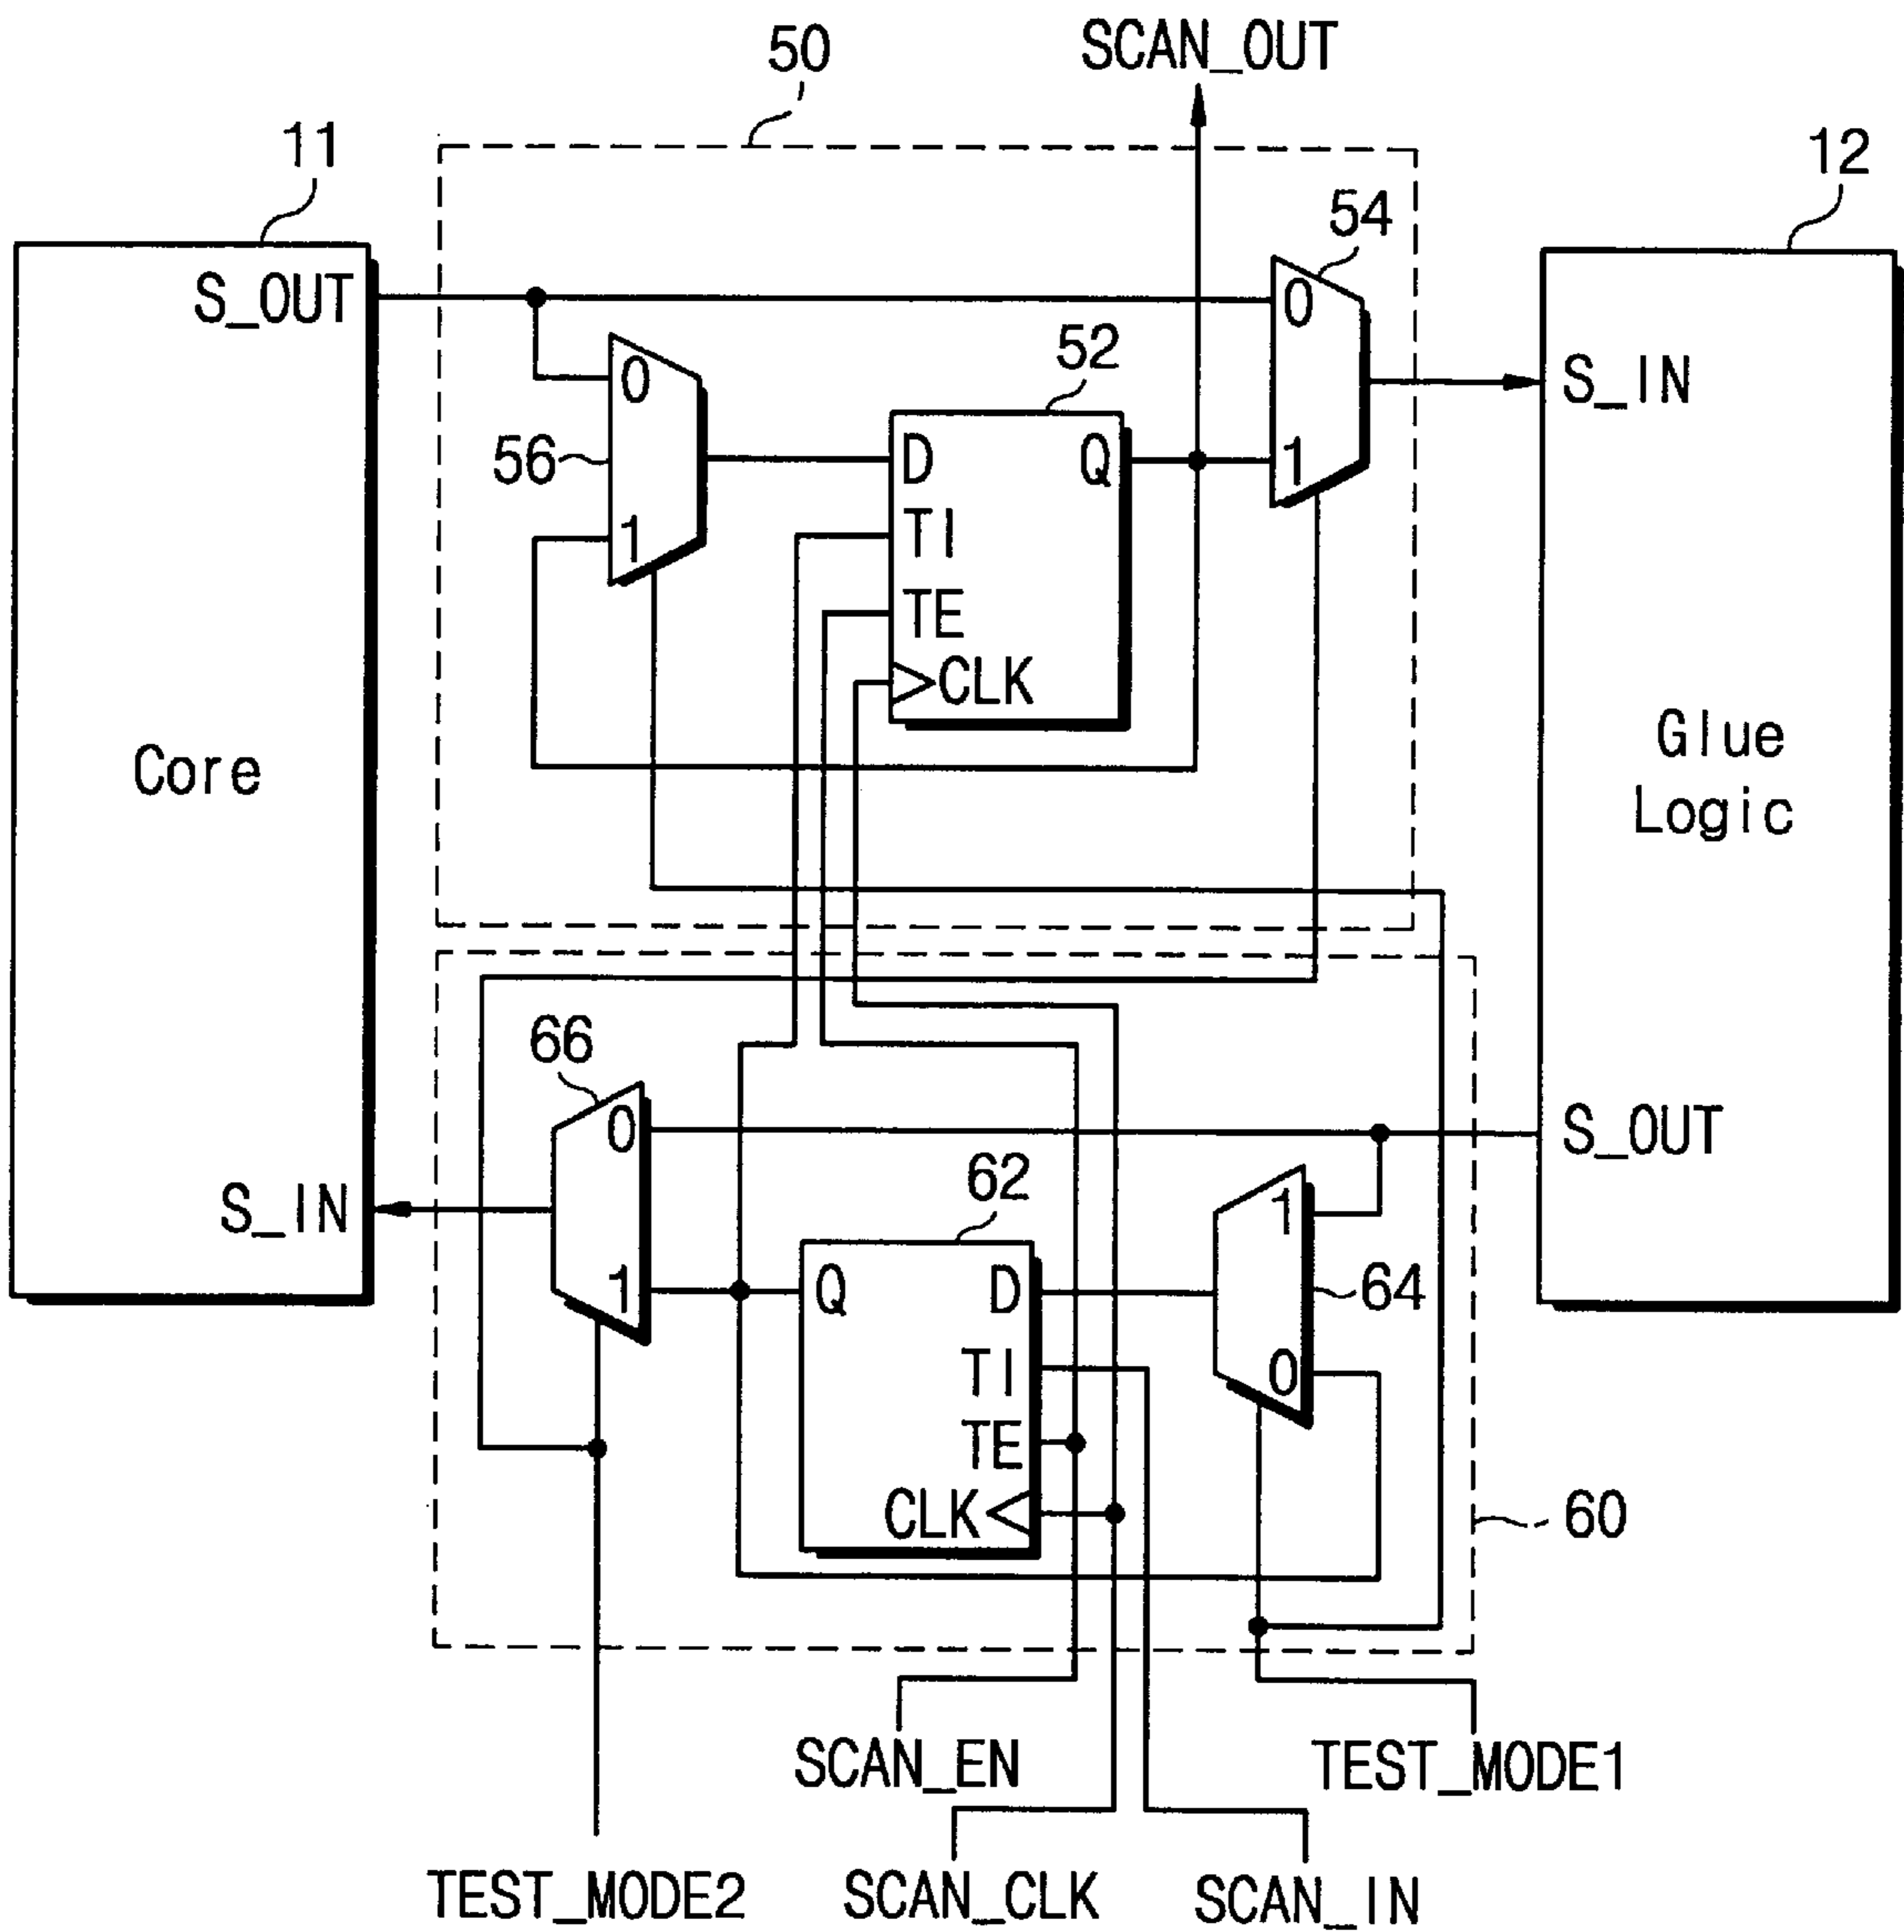 50
SCAN_OUT
11
12
54
S_OUT
0
52
S_IN
0
56
D
Q
1
TI
1
TE
CLK
Core
Glue
Logic
66
0
S_OUT
62
1
S_IN
1
Q
D
64
TI
0
TE
CLK
60
SCAN_EN
TEST_MODE1
TEST_MODE2
SCAN_CLK
SCAN_IN